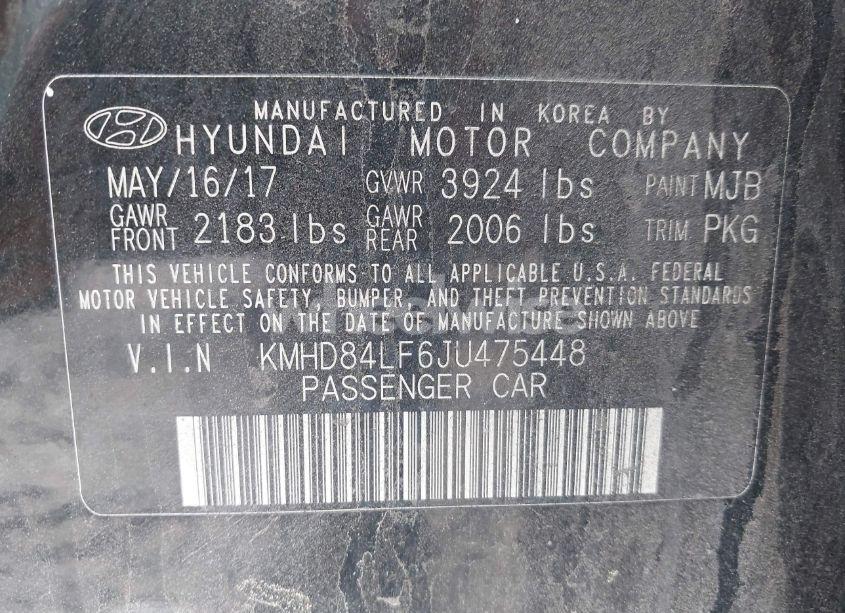 MANUFACTURED IN KOREA BY
HYUNDAI MOTOR COMPANY
MAY/16/17 GVWR 3924 lbs PAINT MJB
GAWR FRONT 2183 lbs GAWR REAR 2006 lbs TRIM PKG
THIS VEHICLE CONFORMS TO ALL APPLICABLE U.S.A. FEDERAL
MOTOR VEHICLE SAFETY, BUMPER, AND THEFT PREVENTION STANDARDS
IN EFFECT ON THE DATE OF MANUFACTURE SHOWN ABOVE
V.I.N KMHD84LF6JU475448
PASSENGER CAR